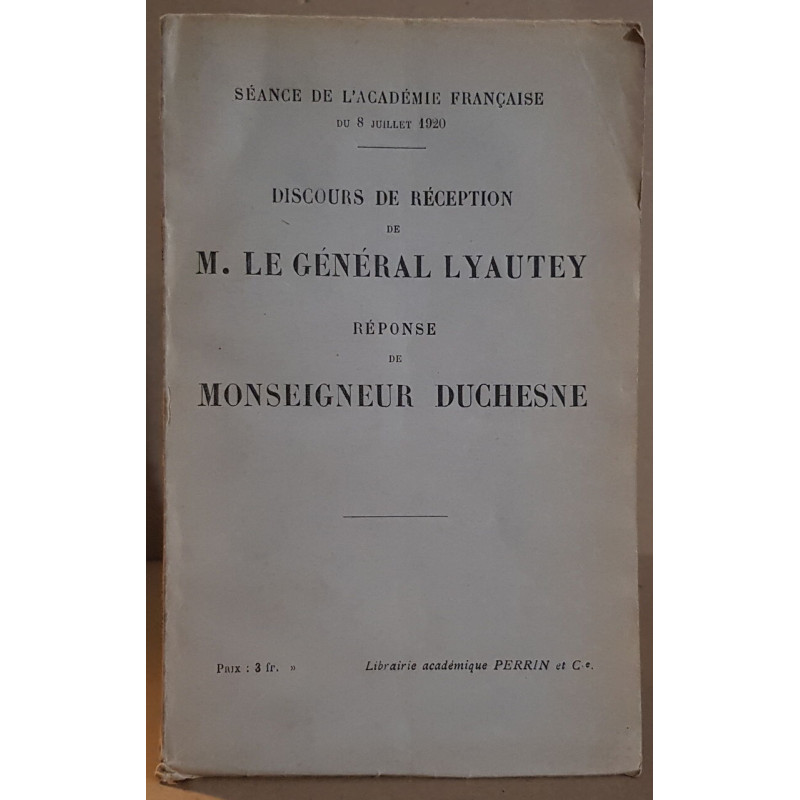 SÉANCE DE L'ACADÉMIE FRANÇAISE
DU 8 JUILLET 1920
DISCOURS DE RÉCEPTION
DE
M. LE GÉNÉRAL LYAUTEY
RÉPONSE
DE
MONSEIGNEUR DUCHESNE
PRIX : 3 fr. »
Librairie académique PERRIN et Cie.